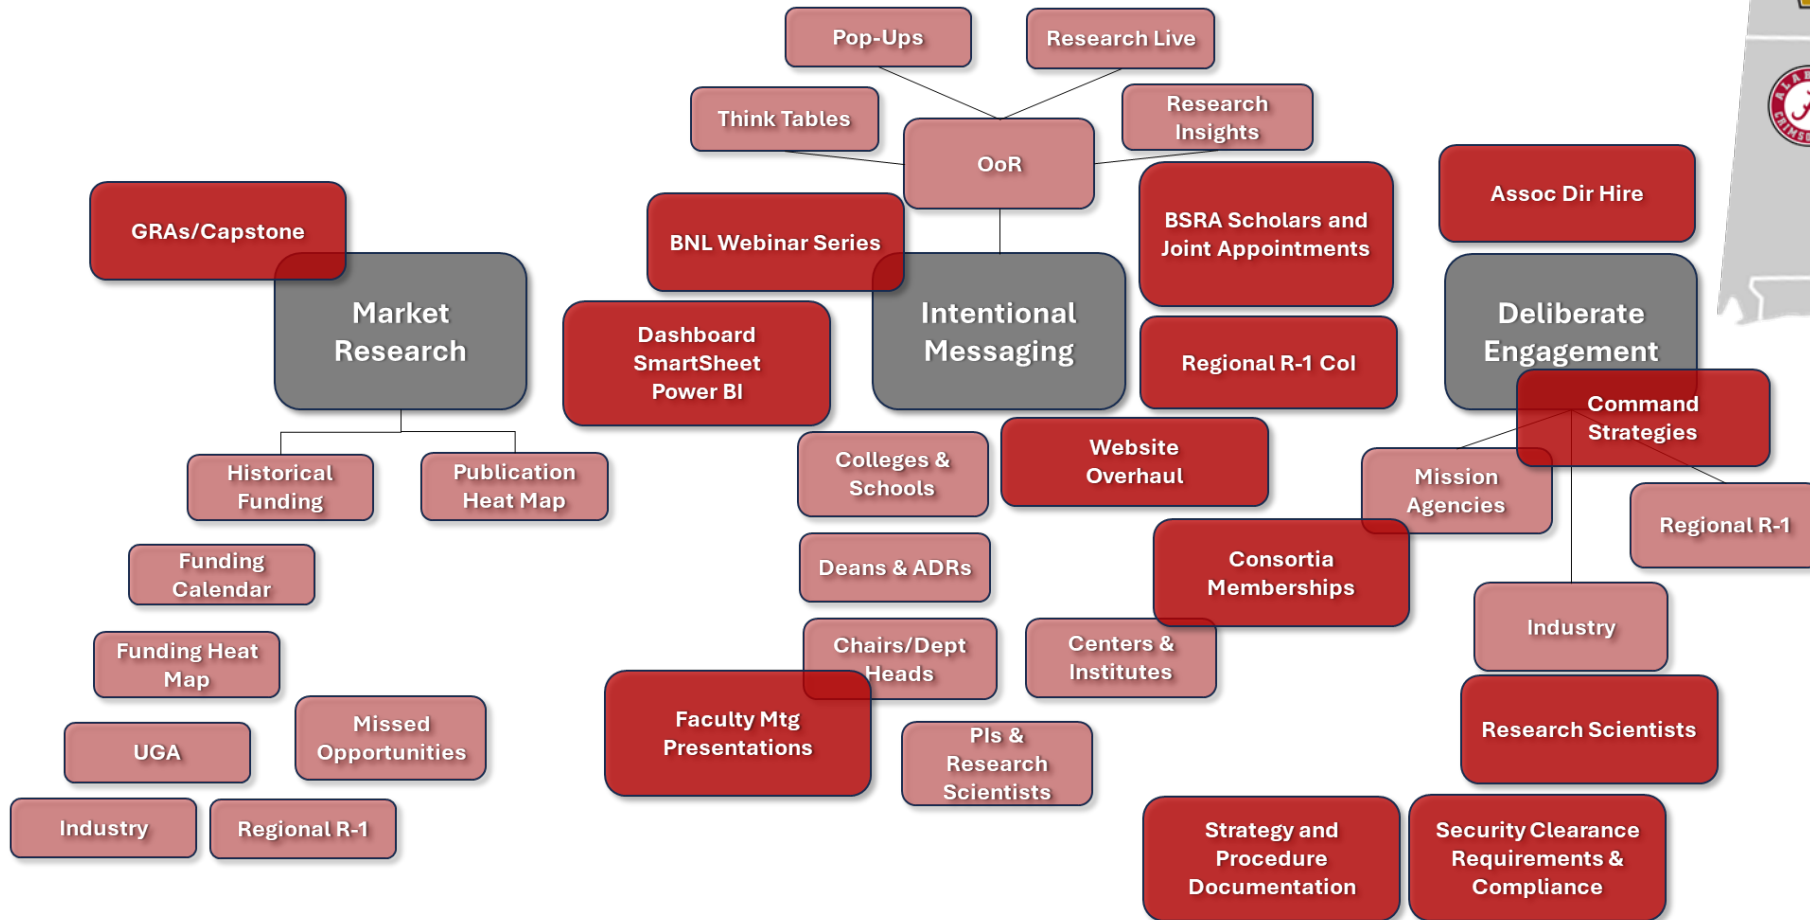 Pop-Ups
Research Live
Think Tables
Research
Insights
OoR
GRAs/Capstone
BNL Webinar Series
BSRA Scholars and
Joint Appointments
Assoc Dir Hire
Market
Research
Dashboard
SmartSheet
Power BI
Intentional
Messaging
Regional R-1 CoI
Deliberate
Engagement
Command
Strategies
Historical
Funding
Publication
Heat Map
Colleges &
Schools
Website
Overhaul
Mission
Agencies
Regional R-1
Funding
Calendar
Deans & ADRs
Consortia
Memberships
Industry
Funding Heat
Map
Chairs/Dept
Heads
Centers &
Institutes
UGA
Missed
Opportunities
Faculty Mtg
Presentations
PIs &
Research
Scientists
Research Scientists
Industry
Regional R-1
Strategy and
Procedure
Documentation
Security Clearance
Requirements &
Compliance